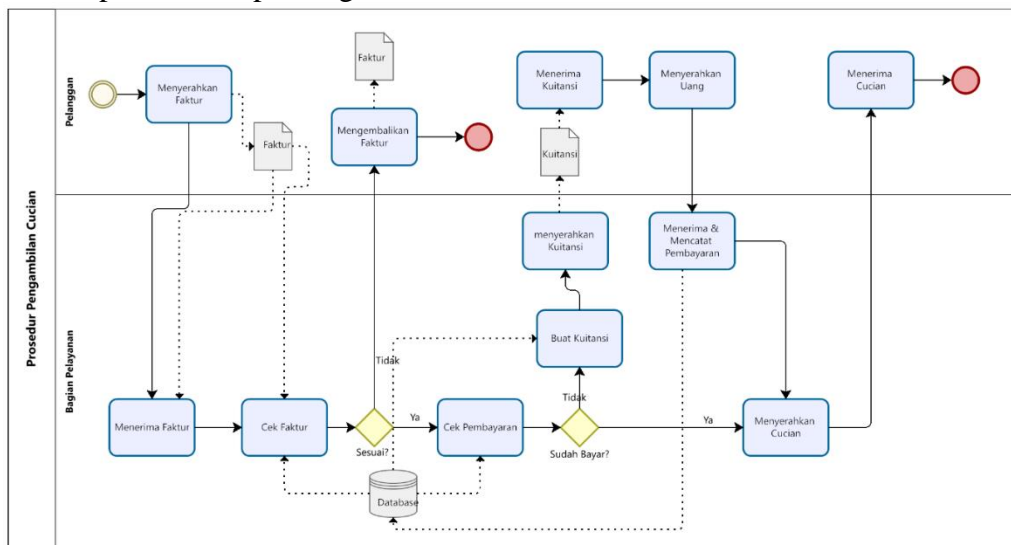 Prosedur Pengambilan Cucian
Pelanggan
Menyerahkan
Faktur
Faktur
Faktur
Mengembalikan
Faktur
Menerima
Kuitansi
Menyerahkan
Uang
Menerima
Cucian
Kuitansi
Bagian Pelayanan
menyerahkan
Kuitansi
Menerima &
Mencatat
Pembayaran
Buat Kuitansi
Tidak
Tidak
Menerima Faktur
Cek Faktur
Sesuai?
Ya
Cek Pembayaran
Sudah Bayar?
Ya
Menyerahkan
Cucian
Database